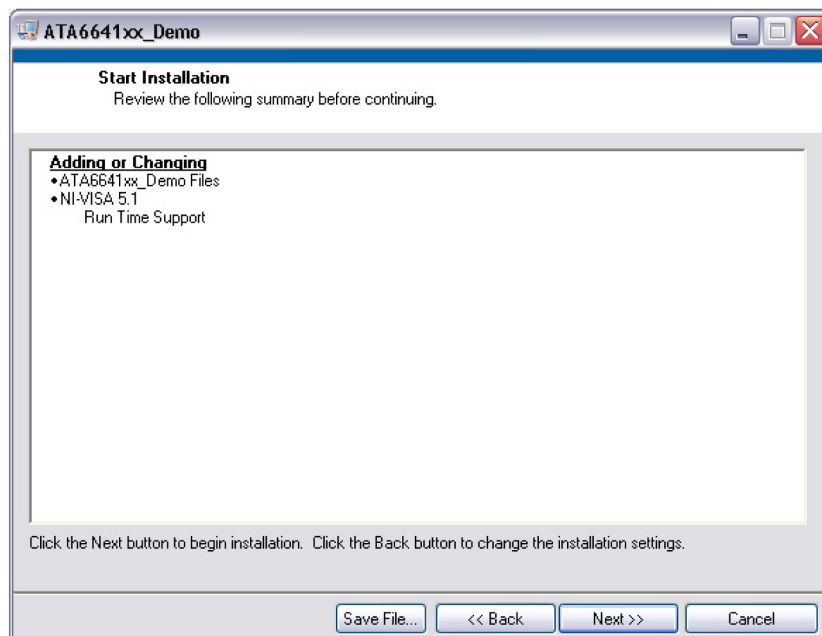 ATA6641xx_Demo
Start Installation
Review the following summary before continuing.
Adding or Changing
•ATA6641xx_Demo Files
•NI-VISA 5.1
Run Time Support
Click the Next button to begin installation.  Click the Back button to change the installation settings.
Save File...
<< Back
Next >>
Cancel